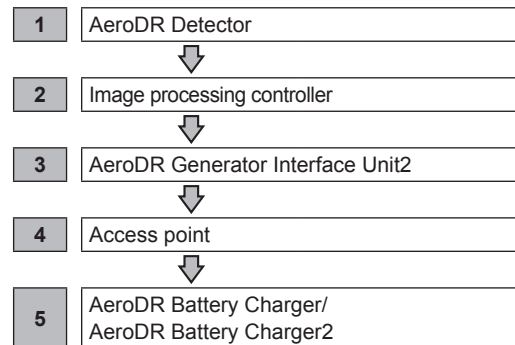 1 AeroDR Detector
2 Image processing controller
3 AeroDR Generator Interface Unit2
4 Access point
5 AeroDR Battery Charger/
AeroDR Battery Charger2